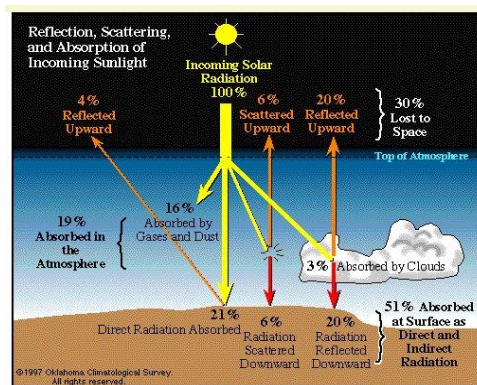 Reflection, Scattering,
and Absorption of
Incoming Sunlight
Incoming Solar
Radiation
100%
4%
Reflected
Upward
6%
Scattered
Upward
20%
Reflected
Upward
30%
Lost to
Space
Top of Atmosphere
19%
Absorbed in
the
Atmosphere
16%
Absorbed by
Gases and Dust
3% Absorbed by Clouds
21%
Direct Radiation Absorbed
6%
Radiation
Scattered
Downward
20%
Radiation
Reflected
Downward
51% Absorbed
at Surface as
Direct and
Indirect
Radiation
©1997 Oklahoma Climatological Survey.
All rights reserved.